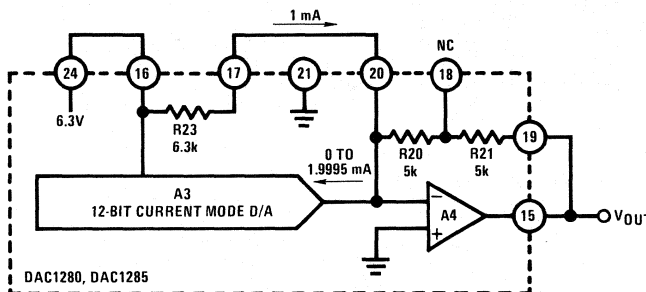 1 mA
NC
24
16
17
21
20
18
6.3V
R23
6.3k
19
R20
5k
R21
5k
0 TO
1.9995 mA
A3
12-BIT CURRENT MODE D/A
−
A4
+
15
VOUT
DAC1280, DAC1285